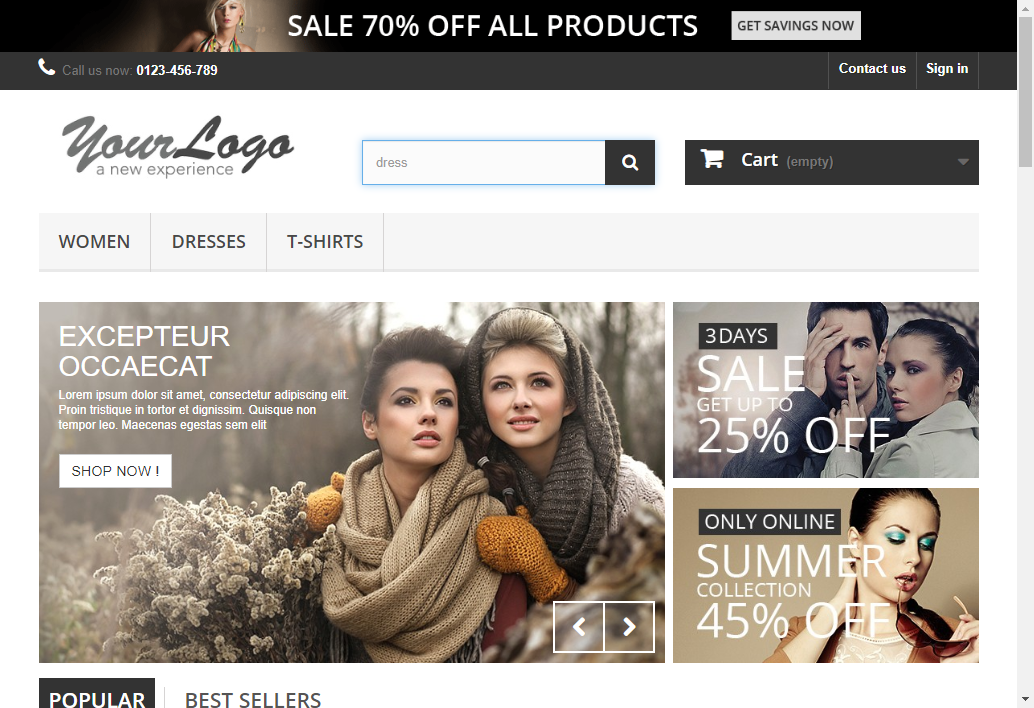 SALE 70% OFF ALL PRODUCTS
GET SAVINGS NOW
Call us now: 0123-456-789
Contact us
Sign in
YourLogo
a new experience
dress
Cart (empty)
WOMEN
DRESSES
T-SHIRTS
EXCEPTEUR
OCCAECAT
Lorem ipsum dolor sit amet, consectetur adipiscing elit.
Proin tristique in tortor et dignissim. Quisque non
tempor leo. Maecenas egestas sem elit
SHOP NOW !
3 DAYS
SALE
GET UP TO
25% OFF
ONLY ONLINE
SUMMER
COLLECTION
45% OFF
POPULAR
BEST SELLERS